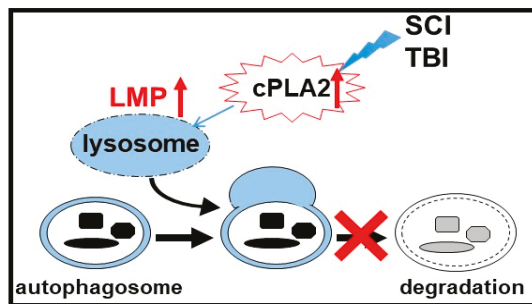 SCI
TBI
cPLA2
LMP
lysosome
autophagosome
degradation